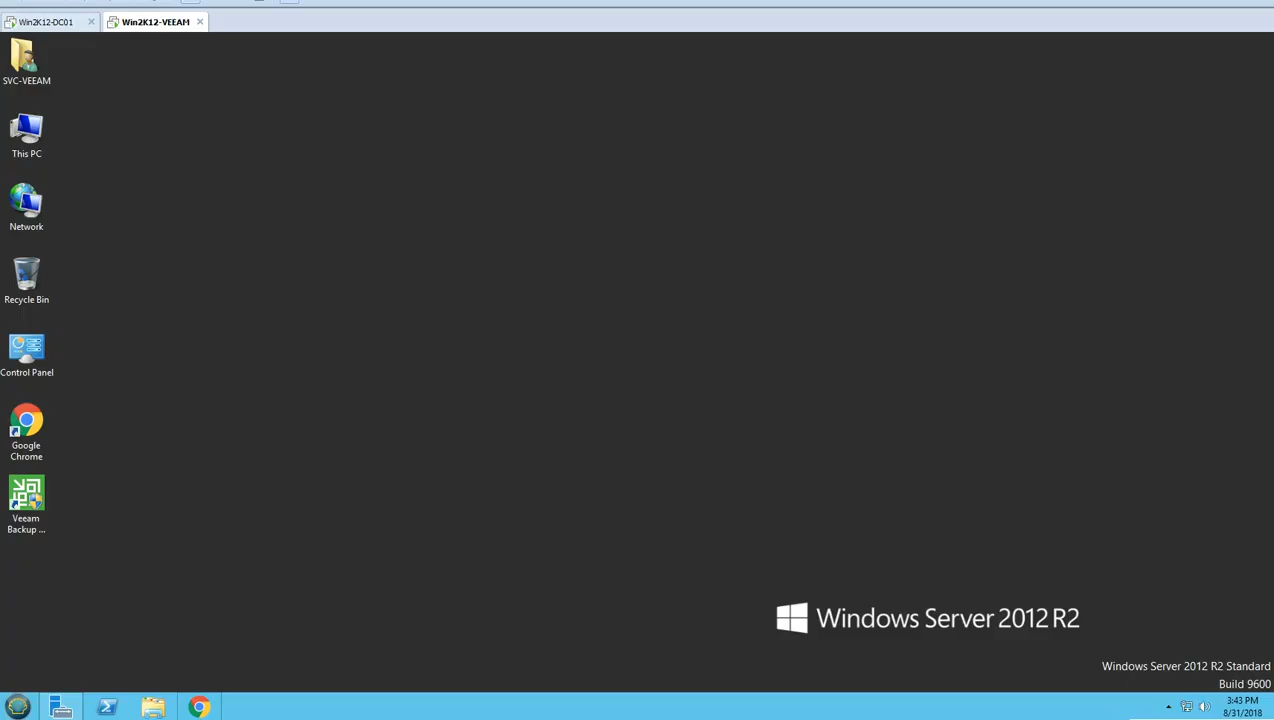 Win2K12-DC01
Win2K12-VEEAM
SVC-VEEAM
This PC
Network
Recycle Bin
Control Panel
Google
Chrome
Veeam
Backup ...
Windows Server 2012 R2
Windows Server 2012 R2 Standard
Build 9600
3:43 PM
8/31/2018